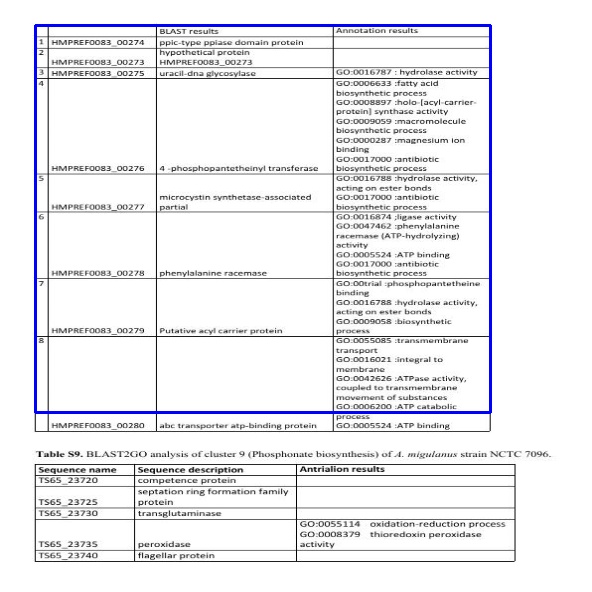 BLAST results Annotation results
1 HMPREF0083_00274 ppic-type pplase domain protein
2 hypothetical protein
HMPREF0083_00273 HMPREF0083_00273
3 HMPREF0083_00275 uracil-dna glycosylase GO:0016787 : hydrolase activity
4 GO:0006633 :fatty acid
biosynthetic process
GO:0008897 :holo-[acyl-carrier-
protein] synthase activity
GO:0009059 :macromolecule
biosynthetic process
GO:0000287 :magnesium ion
binding
GO:0017000 :antibiotic
HMPREF0083_00276 4 -phosphopantetheinyl transferase biosynthetic process
5 GO:0016788 :hydrolase activity,
acting on ester bonds
microcystin synthetase-associated GO:0017000 :antibiotic
HMPREF0083_00277 partial biosynthetic process
6 GO:0016874 ;ligase activity
GO:0047462 :phenylalanine
racemase (ATP-hydrolyzing)
activity
GO:0005524 :ATP binding
GO:0017000 :antibiotic
HMPREF0083_00278 phenylalanine racemase biosynthetic process
7 GO:00trial :phosphopantetheine
binding
GO:0016788 :hydrolase activity,
acting on ester bonds
GO:0009058 :biosynthetic
HMPREF0083_00279 Putative acyl carrier protein process
8 GO:0055085 :transmembrane
transport
GO:0016021 :integral to
membrane
GO:0042626 :ATPase activity,
coupled to transmembrane
movement of substances
GO:0006200 :ATP catabolic
process
HMPREF0083_00280 abc transporter atp-binding protein GO:0005524 :ATP binding
Table S9. BLAST2GO analysis of cluster 9 (Phosphonate biosynthesis) of A. migulanus strain NCTC 7096.
Sequence name Sequence description Antrialion results
TS65_23720 competence protein
septation ring formation family
TS65_23725 protein
TS65_23730 transglutaminase
GO:0055114 oxidation-reduction process
GO:0008379 thioredoxin peroxidase
TS65_23735 peroxidase activity
TS65_23740 flagellar protein